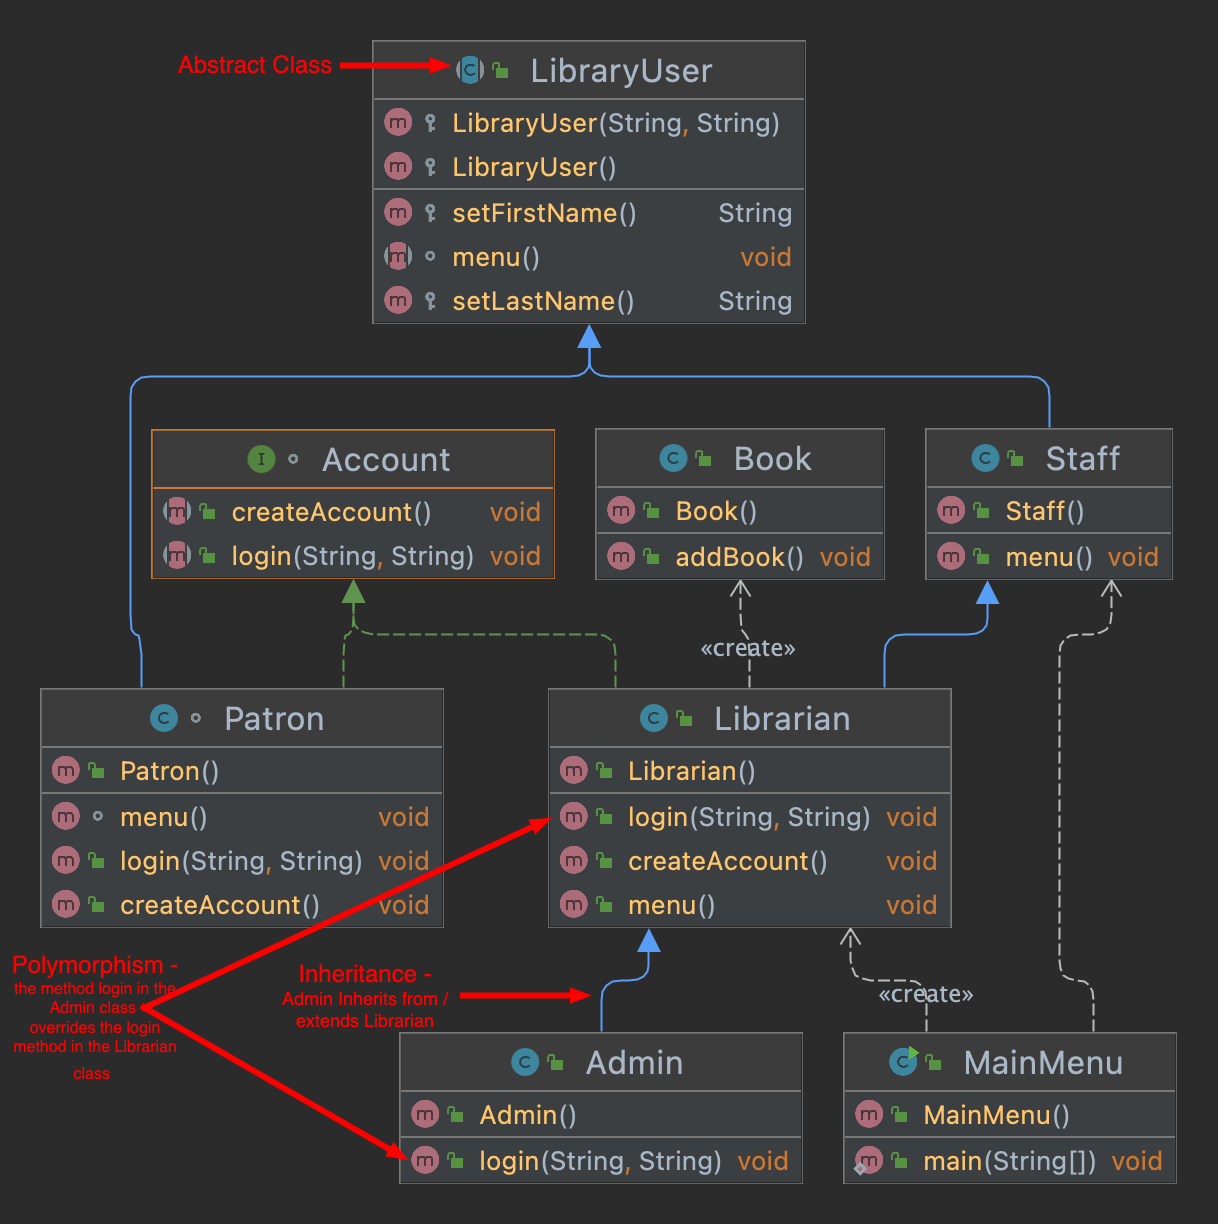 Abstract Class
LibraryUser
LibraryUser(String, String)
LibraryUser()
setFirstName() String
menu() void
setLastName() String
Account
createAccount() void
login(String, String) void
Book
Book()
addBook() void
Staff
Staff()
menu() void
«create»
Patron
Patron()
menu() void
login(String, String) void
createAccount() void
Librarian
Librarian()
login(String, String) void
createAccount() void
menu() void
Polymorphism -
the method login in the
Admin class
overrides the login
method in the Librarian
class
Inheritance -
Admin Inherits from /
extends Librarian
«create»
Admin
Admin()
login(String, String) void
MainMenu
MainMenu()
main(String[]) void